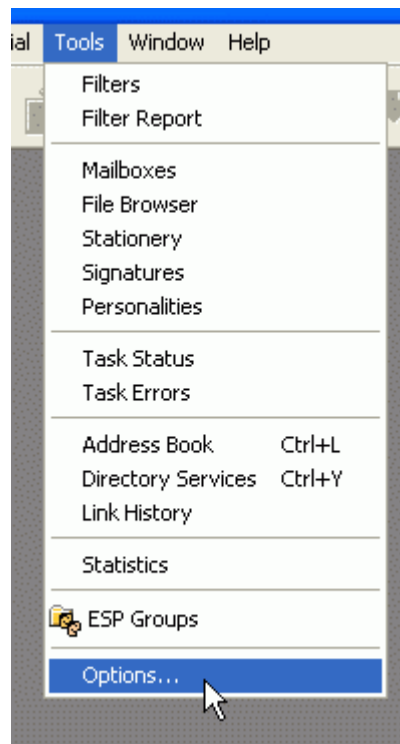 ial Tools Window Help
Filters
Filter Report
Mailboxes
File Browser
Stationery
Signatures
Personalities
Task Status
Task Errors
Address Book Ctrl+L
Directory Services Ctrl+Y
Link History
Statistics
ESP Groups
Options...